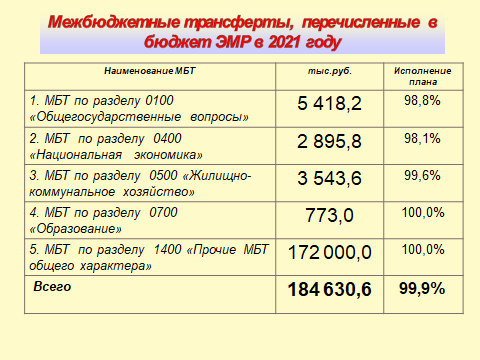 Межбюджетные трансферты, перечисленные в
бюджет ЭМР в 2021 году
Наименование МБТ
тыс.руб.
Исполнение
плана
1. МБТ по разделу 0100
«Общегосударственные вопросы»
5 418,2
98,8%
2. МБТ по разделу 0400
«Национальная экономика»
2 895,8
98,1%
3. МБТ по разделу 0500 «Жилищно-
коммунальное хозяйство»
3 543,6
99,6%
4. МБТ по разделу 0700
«Образование»
773,0
100,0%
5. МБТ по разделу 1400 «Прочие МБТ
общего характера»
172 000,0
100,0%
Всего
184 630,6
99,9%